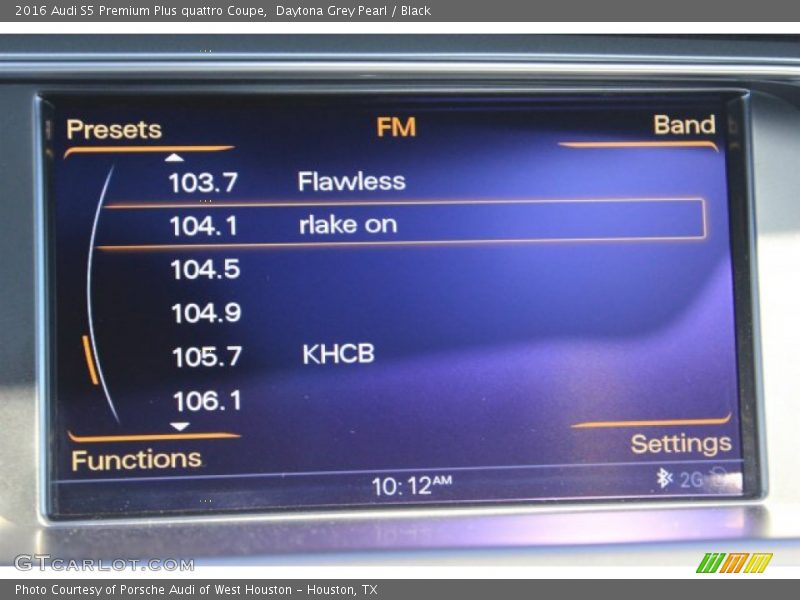 2016 Audi S5 Premium Plus quattro Coupe,  Daytona Grey Pearl / Black
Presets
FM
Band
103.7 Flawless
104.1 rlake on
104.5
104.9
105.7 KHCB
106.1
Functions
Settings
10:12 AM
2G
GTCARLOT.COM
Photo Courtesy of Porsche Audi of West Houston - Houston, TX